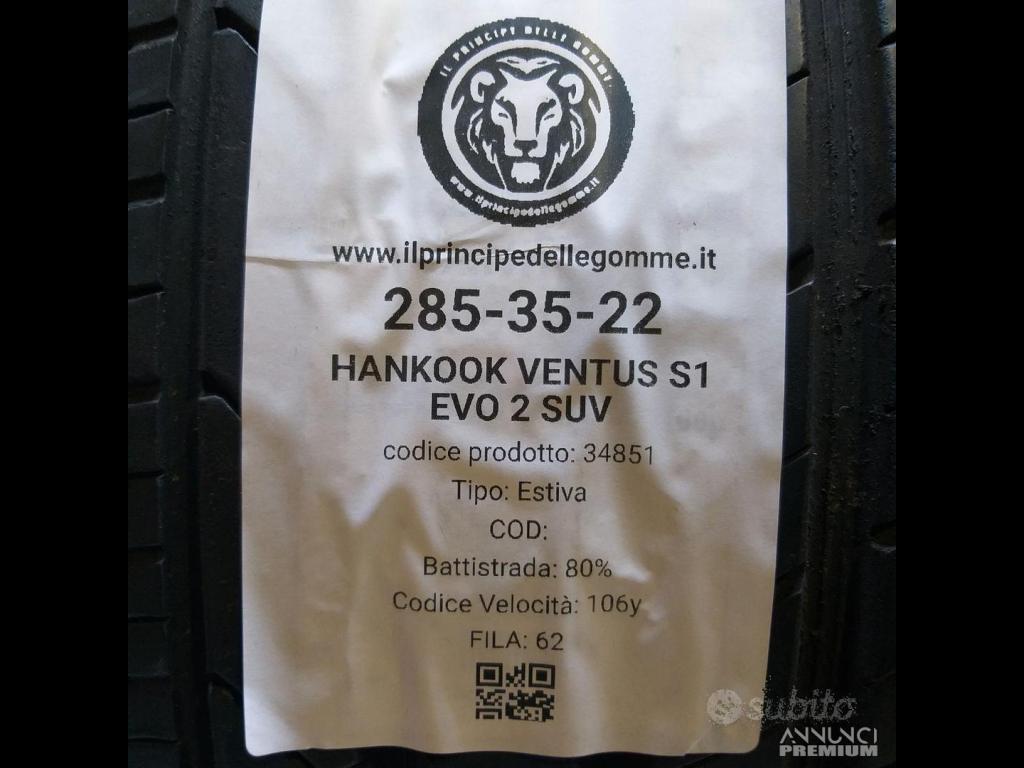 IL PRINCIPE DELLE GOMME
www.ilprincipedellegomme.it
www.ilprincipedellegomme.it
285-35-22
HANKOOK VENTUS S1
EVO 2 SUV
codice prodotto: 34851
Tipo: Estiva
COD:
Battistrada: 80%
Codice Velocità: 106y
FILA: 62
subito
ANNUNCI
PREMIUM